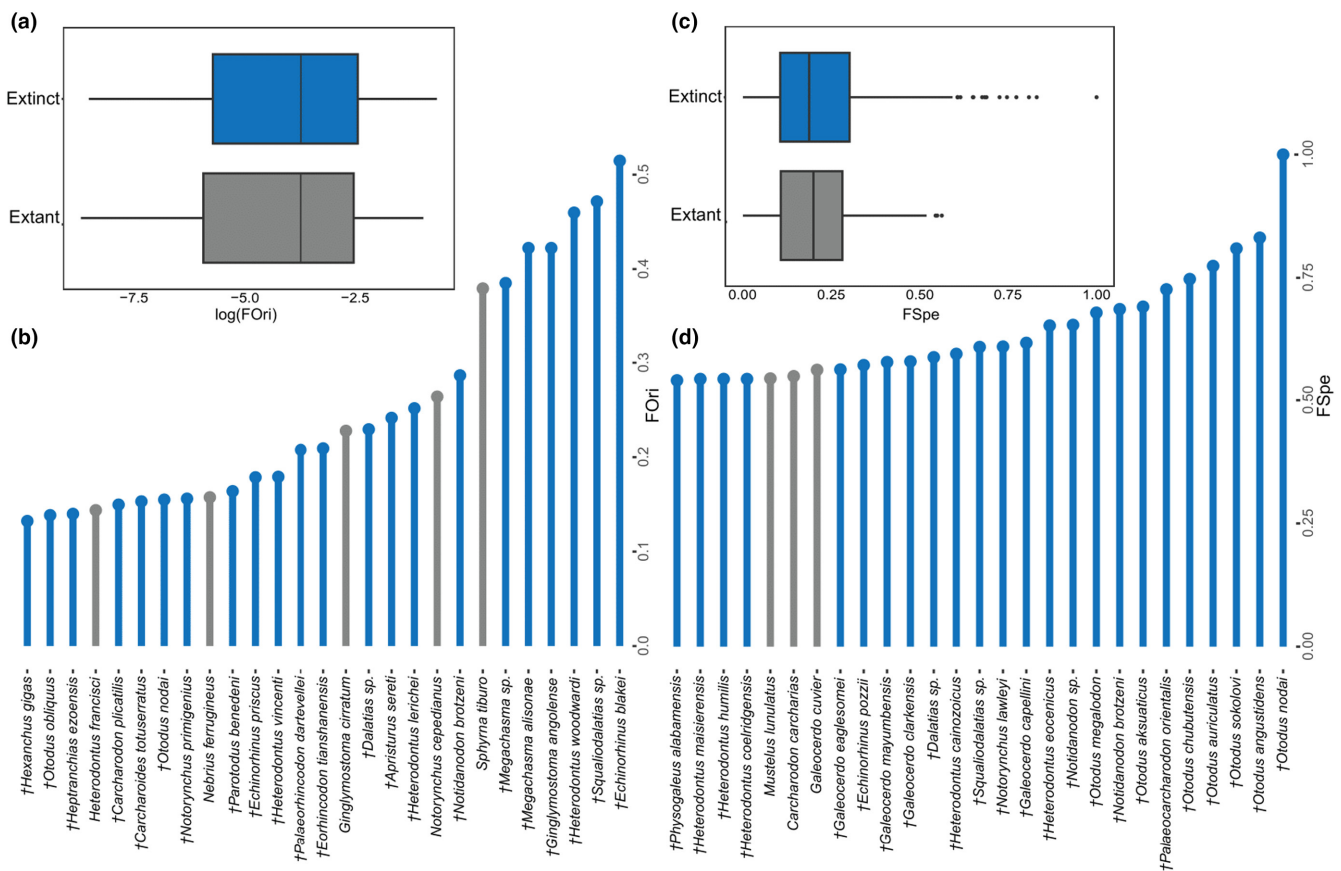 (a)
Extinct
Extant
−7.5
−5.0
−2.5
log(FOri)
(b)
0.5
0.4
0.3
0.2
0.1
0.0
FOri
†Hexanchus gigas
†Otodus obliquus
†Heptranchias ezoensis
Heterodontus francisci
†Carcharodon plicatilis
†Carcharoides totuserratus
†Otodus nodai
†Notorynchus primigenius
Nebrius ferrugineus
†Parotodus benedeni
†Echinorhinus priscus
†Heterodontus vincenti
†Palaeorhincodon dartevellei
†Eorhincodon tianshanensis
Ginglymostoma cirratum
†Dalatias sp.
†Apristurus sereti
†Heterodontus lerichei
Notorynchus cepedianus
†Notidanodon brotzeni
Sphyrna tiburo
†Megachasma sp.
†Megachasma alisonae
†Ginglymostoma angolense
†Heterodontus woodwardi
†Squaliodalatias sp.
†Echinorhinus blakei
(c)
Extinct
Extant
0.00
0.25
0.50
0.75
1.00
FSpe
(d)
1.00
0.75
0.50
0.25
0.00
FSpe
†Physogaleus alabamensis
†Heterodontus maisierensis
†Heterodontus humilis
†Heterodontus coelridgensis
Mustelus lunulatus
Carcharodon carcharias
Galeocerdo cuvier
†Galeocerdo eaglesomei
†Echinorhinus pozzii
†Galeocerdo mayumbensis
†Galeocerdo clarkensis
†Dalatias sp.
†Heterodontus cainozoicus
†Squaliodalatias sp.
†Notorynchus lawleyi
†Galeocerdo capellini
†Heterodontus eocenicus
†Notidanodon sp.
†Otodus megalodon
†Notidanodon brotzeni
†Otodus aksuaticus
†Palaeocarcharodon orientalis
†Otodus chubutensis
†Otodus auriculatus
†Otodus sokolovi
†Otodus angustidens
†Otodus nodai